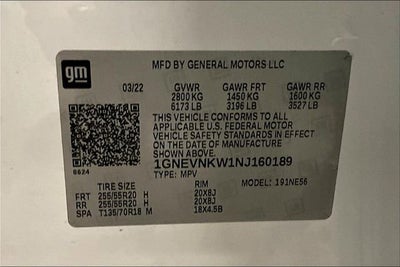 gm
MFD BY GENERAL MOTORS LLC
03/22 GVWR GAWR FRT GAWR RR
2800 KG 1450 KG 1600 KG
6173 LB 3196 LB 3527 LB
THIS VEHICLE CONFORMS TO ALL
APPLICABLE U.S. FEDERAL MOTOR
VEHICLE SAFETY STANDARDS IN EFFECT
ON THE DATE OF MANUFACTURE
SHOWN ABOVE.
1GNEVNKW1NJ160189
6624 TYPE: MPV MODEL: 191NE56
TIRE SIZE RIM
FRT 255/55R20 H 20X8J
RR 255/55R20 H 20X8J
SPA T135/70R18 M 18X4.5B